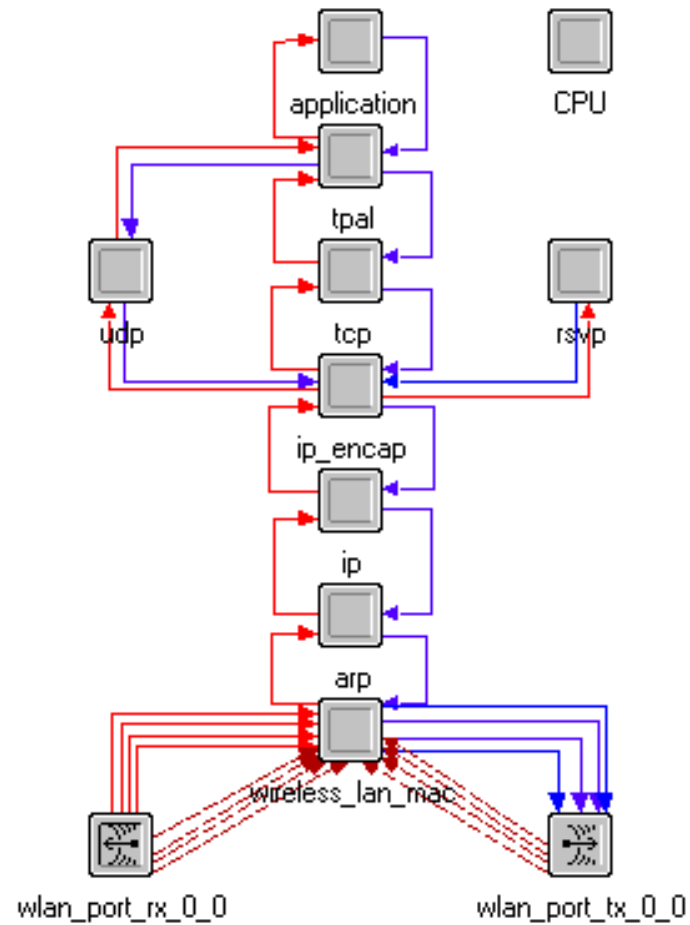 application
CPU
tpal
udp
tcp
rsvp
ip_encap
ip
arp
wireless_lan_mac
wlan_port_rx_0_0
wlan_port_tx_0_0